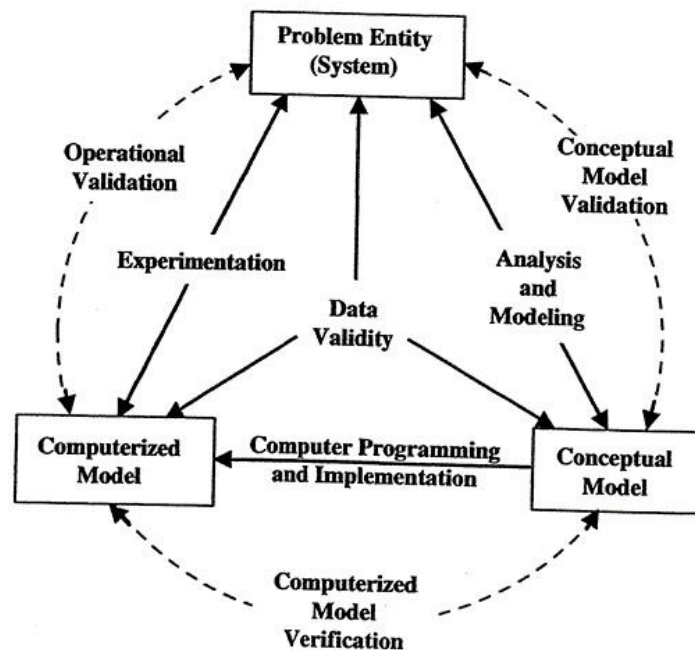 Problem Entity
(System)
Operational
Validation
Conceptual
Model
Validation
Experimentation
Analysis
and
Modeling
Data
Validity
Computerized
Model
Computer Programming
and Implementation
Conceptual
Model
Computerized
Model
Verification